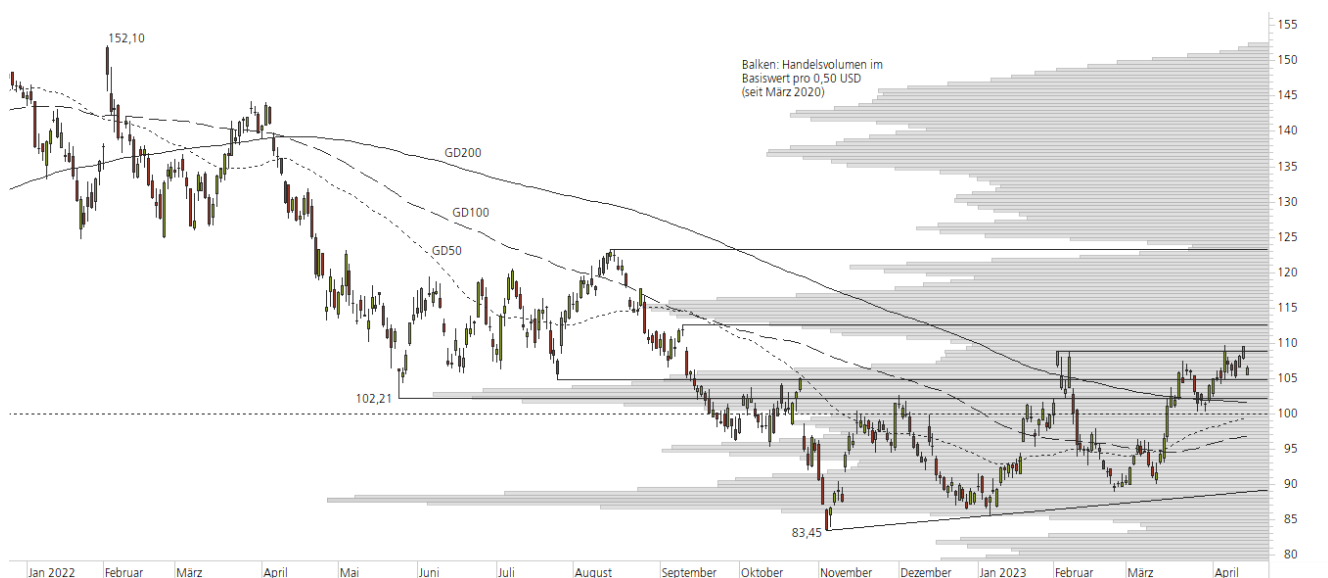 152,10
Balken: Handelsvolumen im
Basiswert pro 0,50 USD
(seit März 2020)
GD200
GD100
GD50
102,21
83,45
155
150
145
140
135
130
125
120
115
110
105
100
95
90
85
80
Jan 2022 Februar März April Mai Juni Juli August September Oktober November Dezember Jan 2023 Februar März April